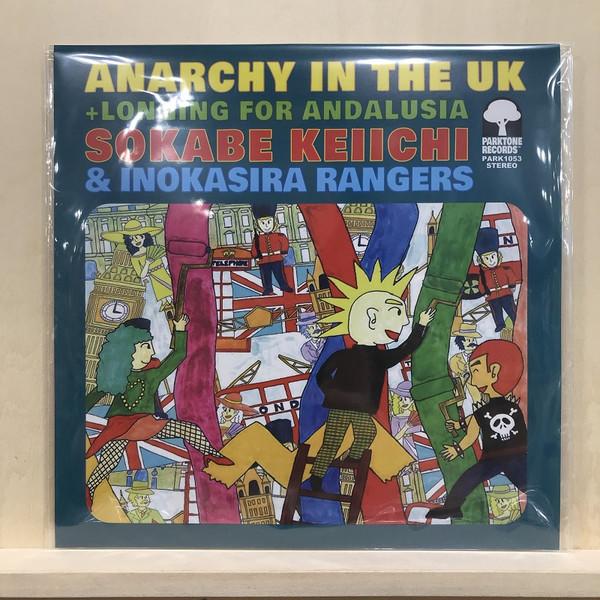 ANARCHY IN THE UK
+LONGING FOR ANDALUSIA
SOKABE KEIICHI
& INOKASIRA RANGERS
PARKTONE
RECORDS
PARK1053
STEREO
TELEPHONE